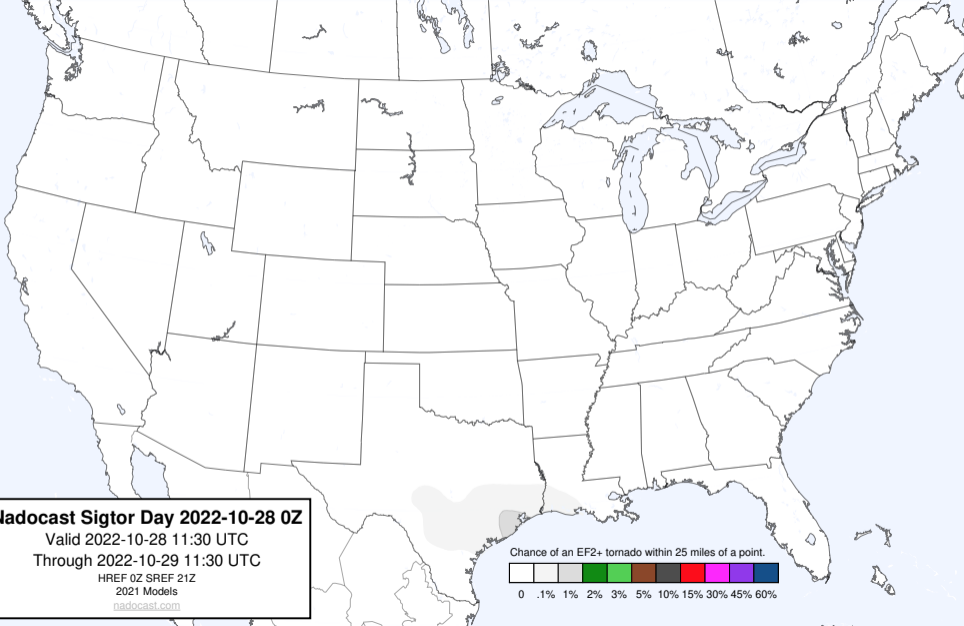 Nadocast Sigtor Day 2022-10-28 0Z
Valid 2022-10-28 11:30 UTC
Through 2022-10-29 11:30 UTC
HREF 0Z SREF 21Z
2021 Models
nadocast.com
Chance of an EF2+ tornado within 25 miles of a point.
0 .1% 1% 2% 3% 5% 10% 15% 30% 45% 60%